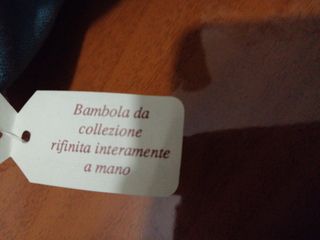 Bambola da
collezione
rifinita interamente
a mano